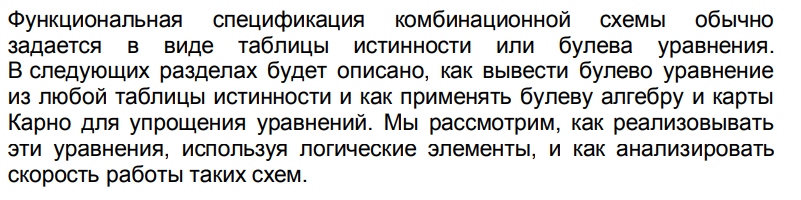 Функциональная спецификация комбинационной схемы обычно
задается в виде таблицы истинности или булева уравнения.
В следующих разделах будет описано, как вывести булево уравнение
из любой таблицы истинности и как применять булеву алгебру и карты
Карно для упрощения уравнений. Мы рассмотрим, как реализовывать
эти уравнения, используя логические элементы, и как анализировать
скорость работы таких схем.